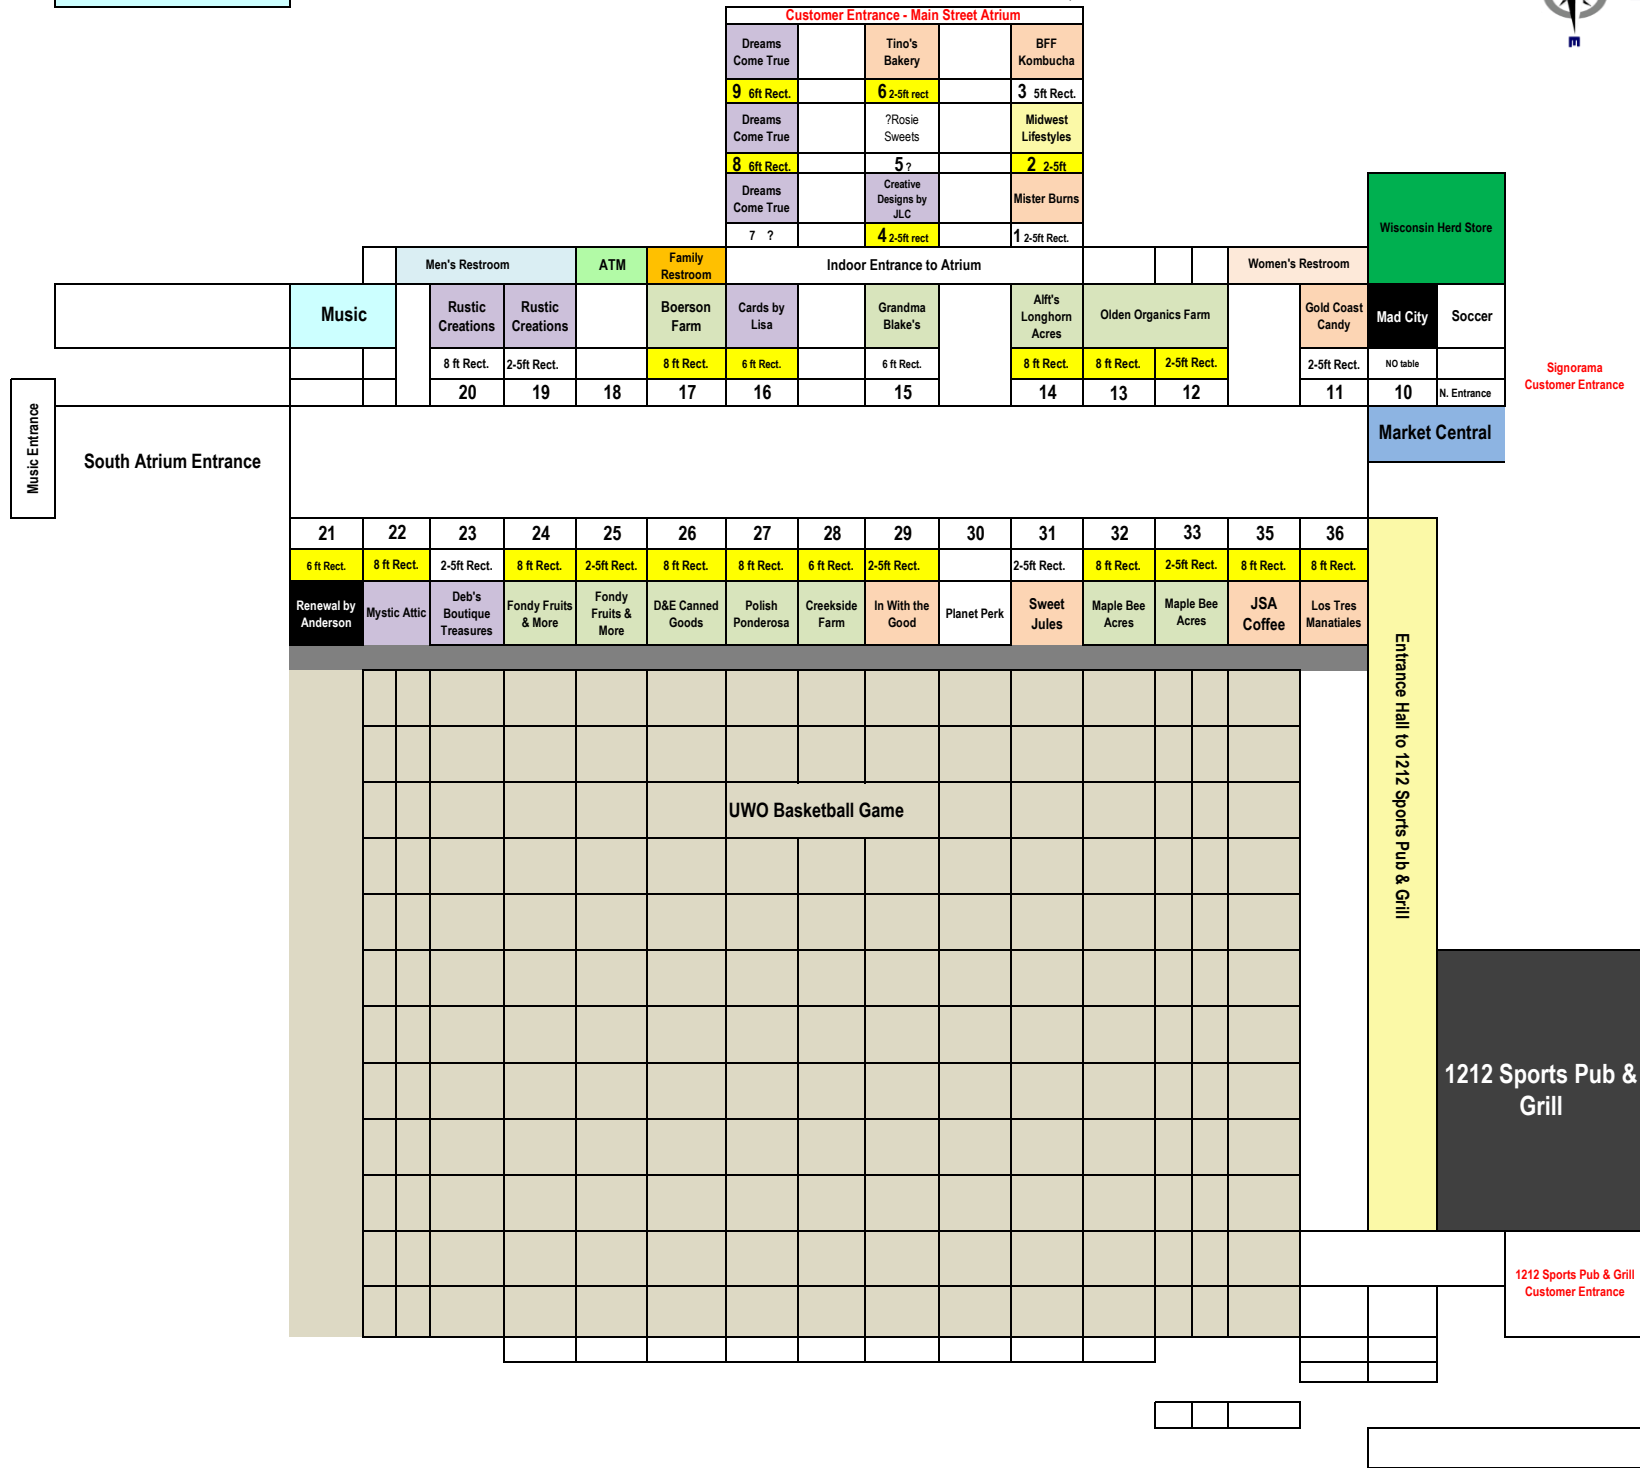 E
Customer Entrance - Main Street Atrium
Dreams
Come True
Tino's
Bakery
BFF
Kombucha
9 6ft Rect.
6 2-5ft rect
3 5ft Rect.
Dreams
Come True
?Rosie
Sweets
Midwest
Lifestyles
8 6ft Rect.
5 ?
2 2-5ft
Dreams
Come True
Creative
Designs by
JLC
Mister Burns
7 ?
4 2-5ft rect
1 2-5ft Rect.
Wisconsin Herd Store
Men's Restroom
ATM
Family
Restroom
Indoor Entrance to Atrium
Women's Restroom
Music
Rustic
Creations
Rustic
Creations
Boerson
Farm
Cards by
Lisa
Grandma
Blake's
Alft's
Longhorn
Acres
Olden Organics Farm
Gold Coast
Candy
Mad City
Soccer
8 ft Rect.
2-5ft Rect.
8 ft Rect.
6 ft Rect.
6 ft Rect.
8 ft Rect.
8 ft Rect.
2-5ft Rect.
2-5ft Rect.
NO table
Signorama
Customer Entrance
20
19
18
17
16
15
14
13
12
11
10
N. Entrance
Music Entrance
South Atrium Entrance
Market Central
21
22
23
24
25
26
27
28
29
30
31
32
33
35
36
6 ft Rect.
8 ft Rect.
2-5ft Rect.
8 ft Rect.
2-5ft Rect.
8 ft Rect.
8 ft Rect.
6 ft Rect.
2-5ft Rect.
2-5ft Rect.
8 ft Rect.
2-5ft Rect.
8 ft Rect.
8 ft Rect.
Renewal by
Anderson
Mystic Attic
Deb's
Boutique
Treasures
Fondy Fruits
& More
Fondy
Fruits &
More
D&E Canned
Goods
Polish
Ponderosa
Creekside
Farm
In With the
Good
Planet Perk
Sweet
Jules
Maple Bee
Acres
Maple Bee
Acres
JSA
Coffee
Los Tres
Manatiales
Entrance Hall to 1212 Sports Pub & Grill
UWO Basketball Game
1212 Sports Pub &
Grill
1212 Sports Pub & Grill
Customer Entrance